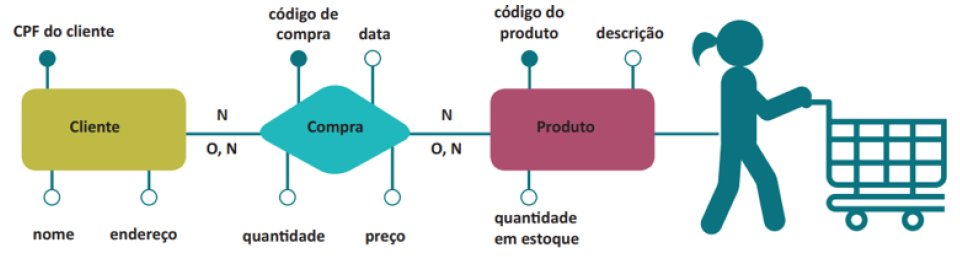 CPF do cliente
código de
compra
data
código do
produto
descrição
Cliente
N
O, N
Compra
N
O, N
Produto
nome
endereço
quantidade
preço
quantidade
em estoque